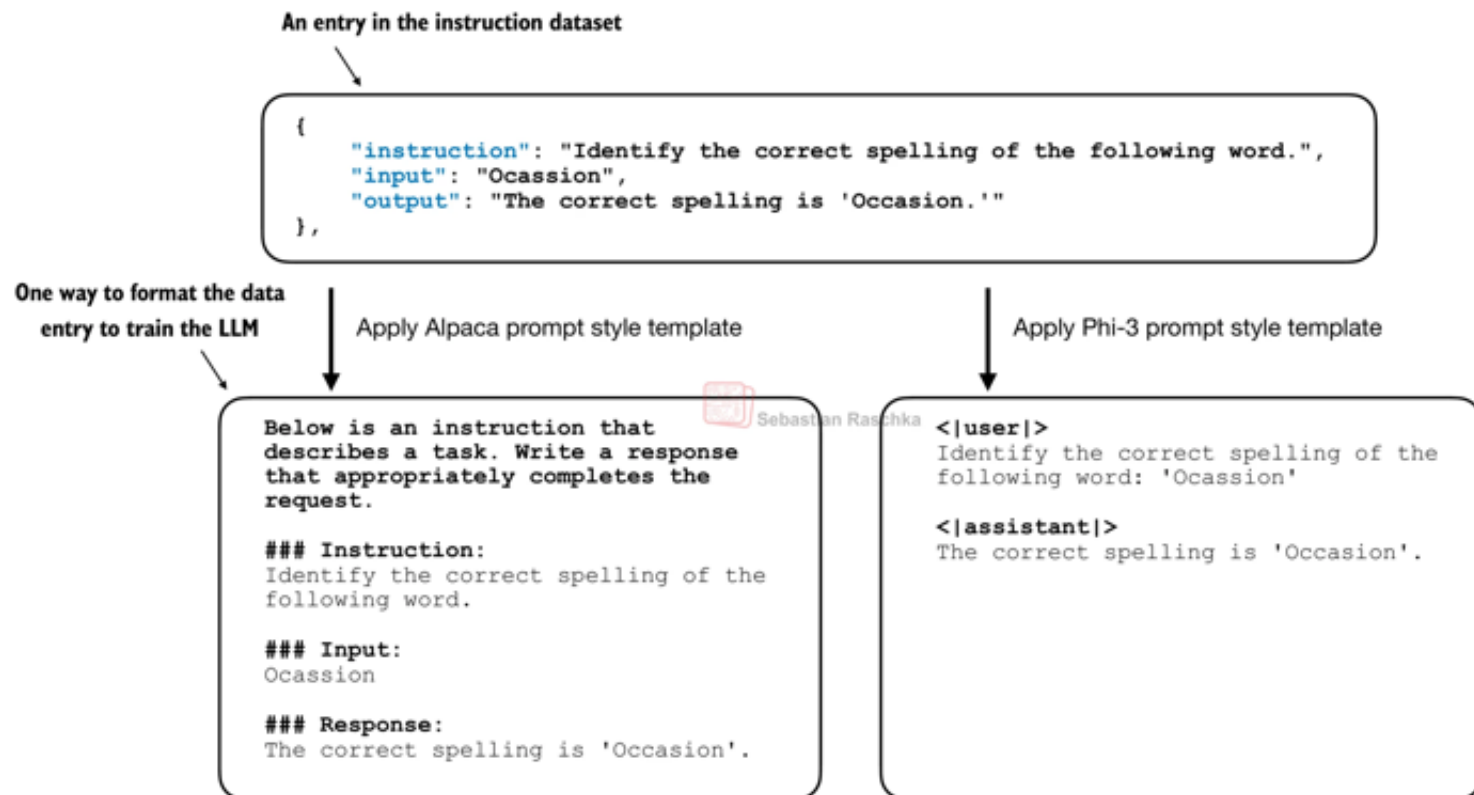 An entry in the instruction dataset
{
"instruction": "Identify the correct spelling of the following word.",
"input": "Ocassion",
"output": "The correct spelling is 'Occasion.'"
},
One way to format the data
entry to train the LLM
Apply Alpaca prompt style template
Apply Phi-3 prompt style template
Below is an instruction that
describes a task. Write a response
that appropriately completes the
request.
### Instruction:
Identify the correct spelling of the
following word.
### Input:
Ocassion
### Response:
The correct spelling is 'Occasion'.
Sebastian Raschka
<|user|>
Identify the correct spelling of the
following word: 'Ocassion'
<|assistant|>
The correct spelling is 'Occasion'.